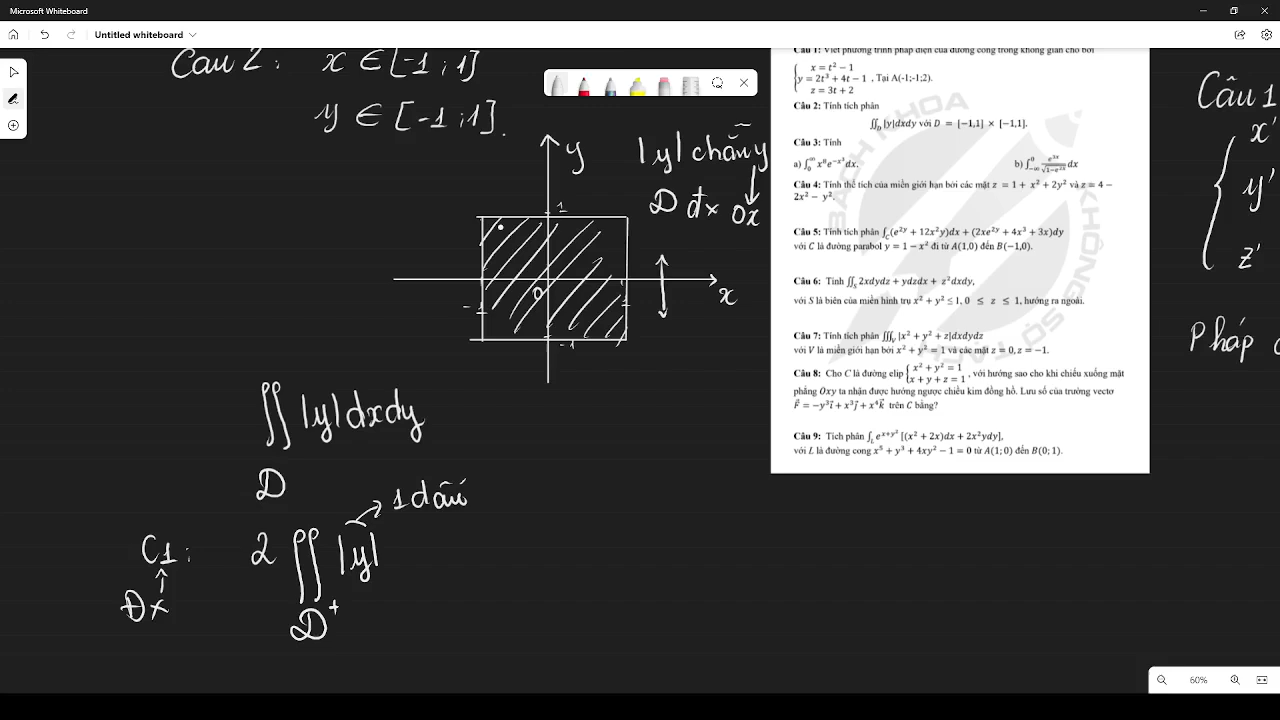 Microsoft Whiteboard
Untitled whiteboard
Câu 2 : x ∈ [-1 ; 1]
y ∈ [-1 ; 1].
y
1
0
x
-1
|y| chẵn y
D đx Ox
∬ |y|dxdy
D
C1 : 2 ∬ |y| → 1 dấu
D+
Đx
Câu 1: Viết phương trình pháp diện của đường cong trong không gian cho bởi
{ x = t² − 1
y = 2t³ + 4t − 1 , Tại A(-1;-1;2).
z = 3t + 2
Câu 2: Tính tích phân
∬_D |y|dxdy với D = [−1,1] × [−1,1].
Câu 3: Tính
a) ∫₀^∞ x⁸e^{−x³}dx.
b) ∫_{−∞}^0 e^{3x}/√(1−e^{2x}) dx
Câu 4: Tính thể tích của miền giới hạn bởi các mặt z = 1 + x² + 2y² và z = 4 −
2x² − y².
Câu 5: Tính tích phân ∫_C(e^{2y} + 12x²y)dx + (2xe^{2y} + 4x³ + 3x)dy
với C là đường parabol y = 1 − x² đi từ A(1,0) đến B(−1,0).
Câu 6: Tính ∬_S 2xdydz + ydzdx + z²dxdy,
với S là biên của miền hình trụ x² + y² ≤ 1, 0 ≤ z ≤ 1, hướng ra ngoài.
Câu 7: Tính tích phân ∭_V |x² + y² + z|dxdydz
với V là miền giới hạn bởi x² + y² = 1 và các mặt z = 0, z = −1.
Câu 8: Cho C là đường elip { x² + y² = 1
x + y + z = 1 , với hướng sao cho khi chiếu xuống mặt
phẳng Oxy ta nhận được hướng ngược chiều kim đồng hồ. Lưu số của trường vectơ
F⃗ = −y³i⃗ + x³j⃗ + x⁴k⃗ trên C bằng?
Câu 9: Tích phân ∫_L e^{x+y²} [(x² + 2x)dx + 2x²ydy],
với L là đường cong x⁵ + y³ + 4xy² − 1 = 0 từ A(1; 0) đến B(0; 1).
BÁCH KHOA
Câu 1
{ x'
y'
z'
Pháp
60%